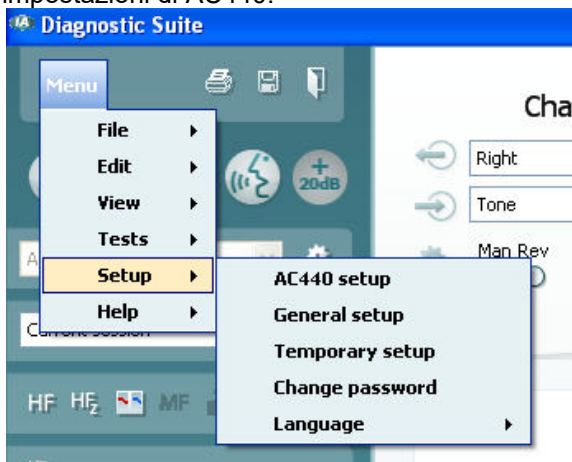 impostazioni di AC440.
Diagnostic Suite
Menu
Cha
File
Edit
View
Tests
Setup
Help
+
20dB
Right
Tone
Man Rev
AC440 setup
General setup
Temporary setup
Change password
Language
HF HFz MF